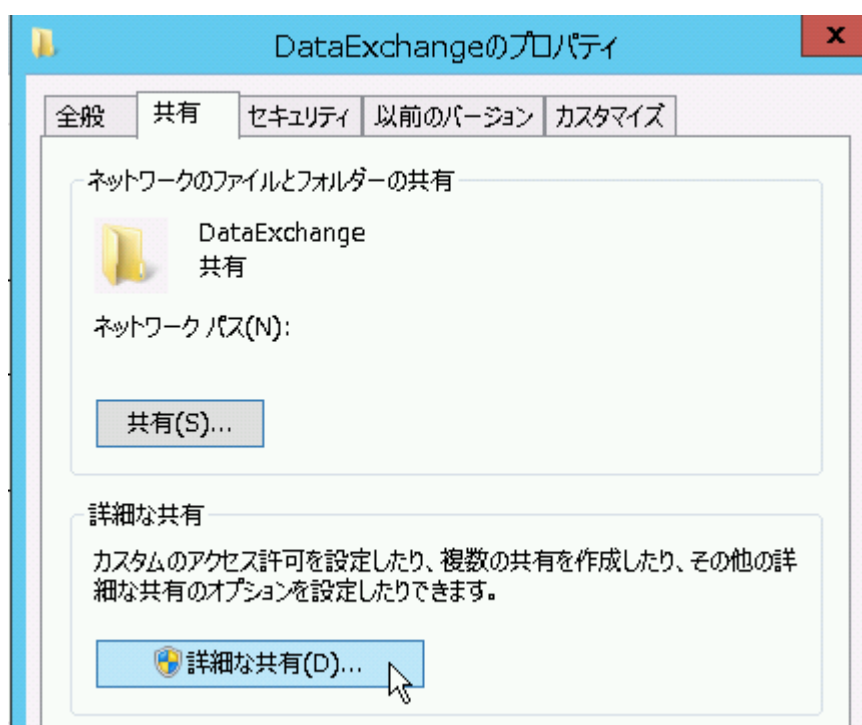 DataExchangeのプロパティ
x
全般 共有 セキュリティ 以前のバージョン カスタマイズ
ネットワークのファイルとフォルダーの共有
DataExchange
共有
ネットワーク パス(N):
共有(S)...
詳細な共有
カスタムのアクセス許可を設定したり、複数の共有を作成したり、その他の詳
細な共有のオプションを設定したりできます。
詳細な共有(D)...